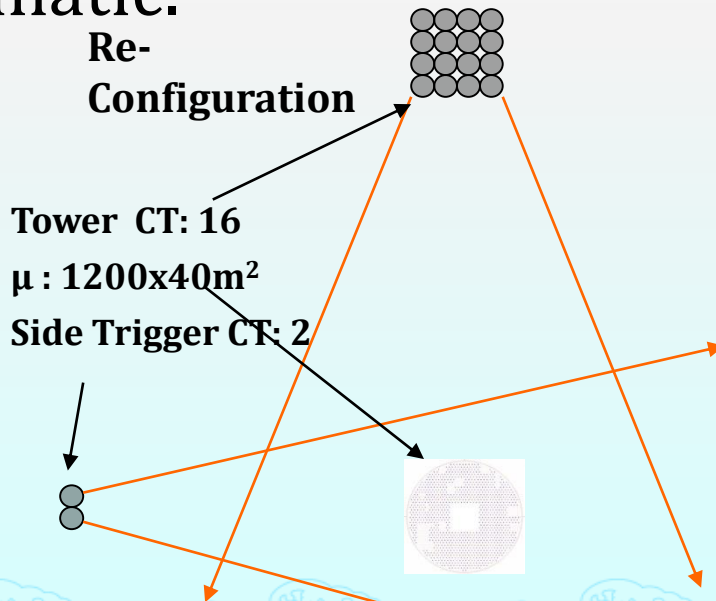 Re-
Configuration
Tower CT: 16
μ : 1200x40m²
Side Trigger CT: 2